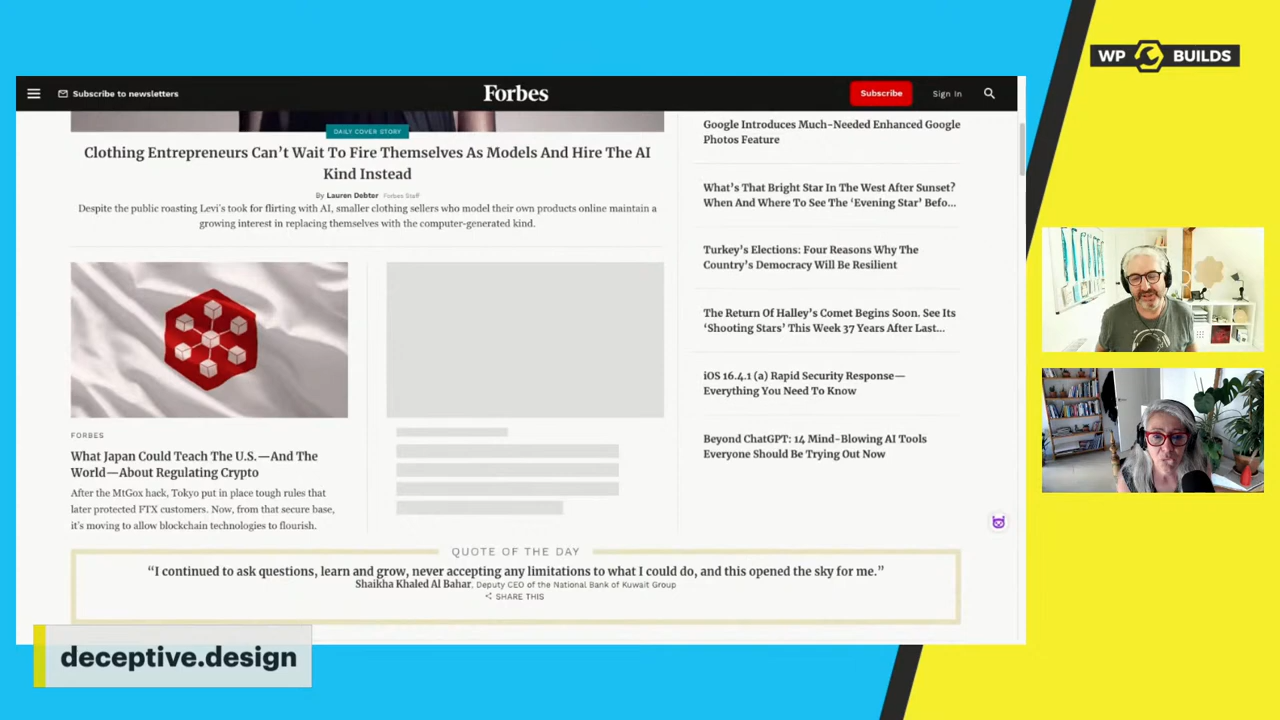 WP BUILDS
Subscribe to newsletters
Forbes
Subscribe
Sign In
DAILY COVER STORY
Clothing Entrepreneurs Can’t Wait To Fire Themselves As Models And Hire The AI
Kind Instead
By Lauren Debter Forbes Staff
Despite the public roasting Levi’s took for flirting with AI, smaller clothing sellers who model their own products online maintain a
growing interest in replacing themselves with the computer-generated kind.
FORBES
What Japan Could Teach The U.S.—And The
World—About Regulating Crypto
After the MtGox hack, Tokyo put in place tough rules that
later protected FTX customers. Now, from that secure base,
it’s moving to allow blockchain technologies to flourish.
Google Introduces Much-Needed Enhanced Google
Photos Feature
What’s That Bright Star In The West After Sunset?
When And Where To See The ‘Evening Star’ Befo...
Turkey’s Elections: Four Reasons Why The
Country’s Democracy Will Be Resilient
The Return Of Halley’s Comet Begins Soon. See Its
‘Shooting Stars’ This Week 37 Years After Last...
iOS 16.4.1 (a) Rapid Security Response—
Everything You Need To Know
Beyond ChatGPT: 14 Mind-Blowing AI Tools
Everyone Should Be Trying Out Now
QUOTE OF THE DAY
“I continued to ask questions, learn and grow, never accepting any limitations to what I could do, and this opened the sky for me.”
Shaikha Khaled Al Bahar, Deputy CEO of the National Bank of Kuwait Group
SHARE THIS
deceptive.design